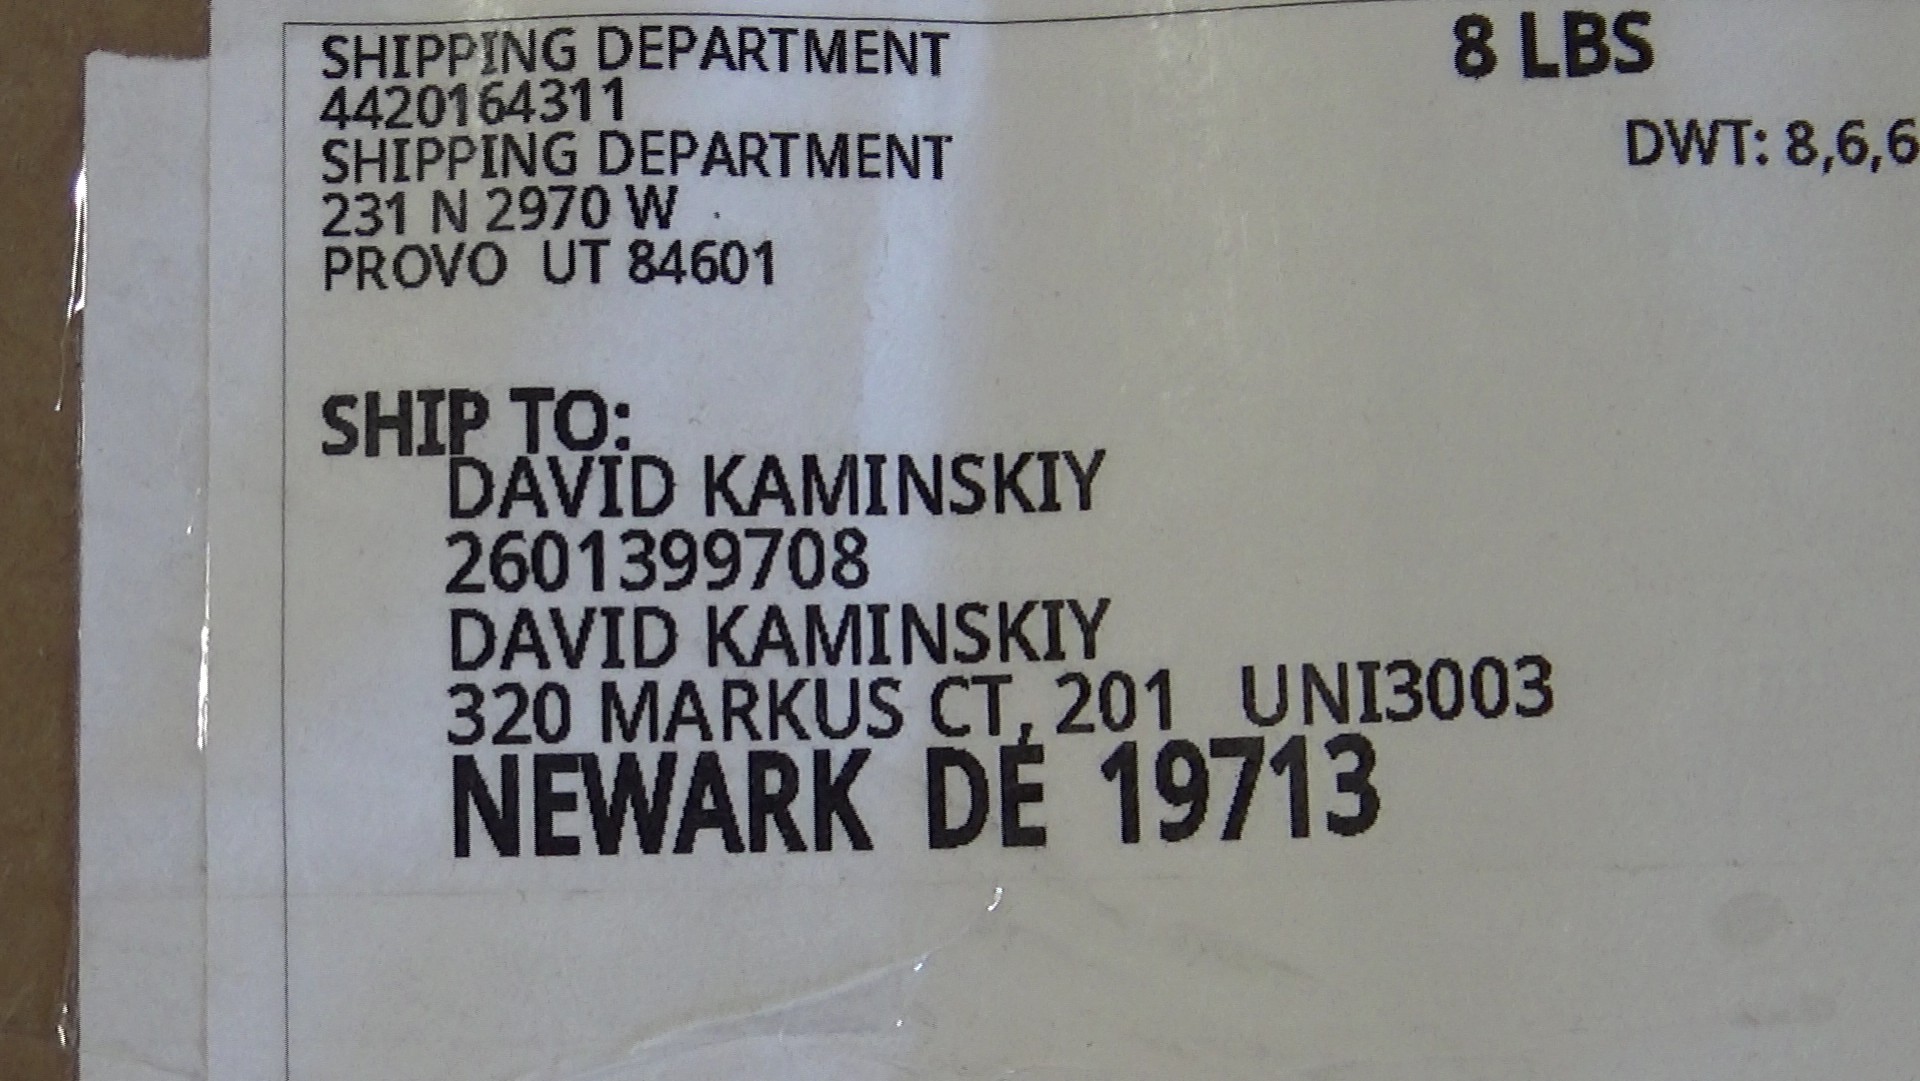 SHIPPING DEPARTMENT
4420164311
SHIPPING DEPARTMENT
231 N 2970 W
PROVO UT 84601
8 LBS
DWT: 8,6,6
SHIP TO:
DAVID KAMINSKIY
2601399708
DAVID KAMINSKIY
320 MARKUS CT, 201 UNI3003
NEWARK DE 19713